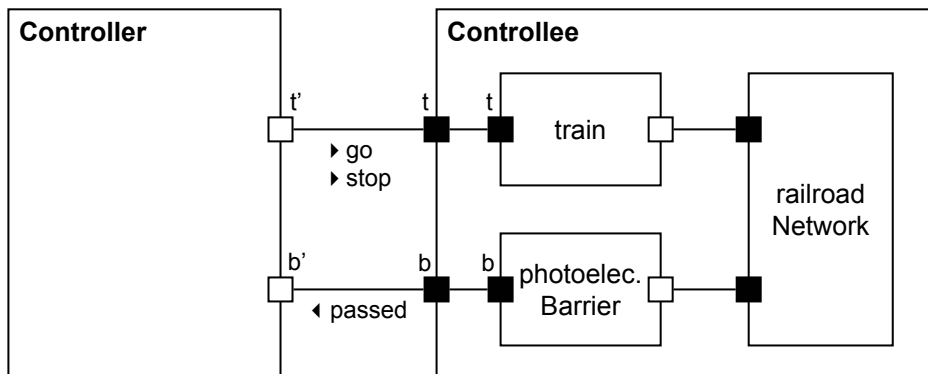 Controller
Controllee
t’
t
t
train
▸ go
▸ stop
railroad
Network
b’
b
b
photoelec.
Barrier
◂ passed